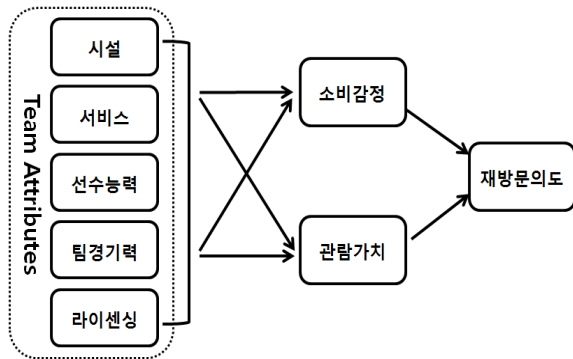 Team Attributes
시설
서비스
선수능력
팀경기력
라이센싱
소비감정
관람가치
재방문의도